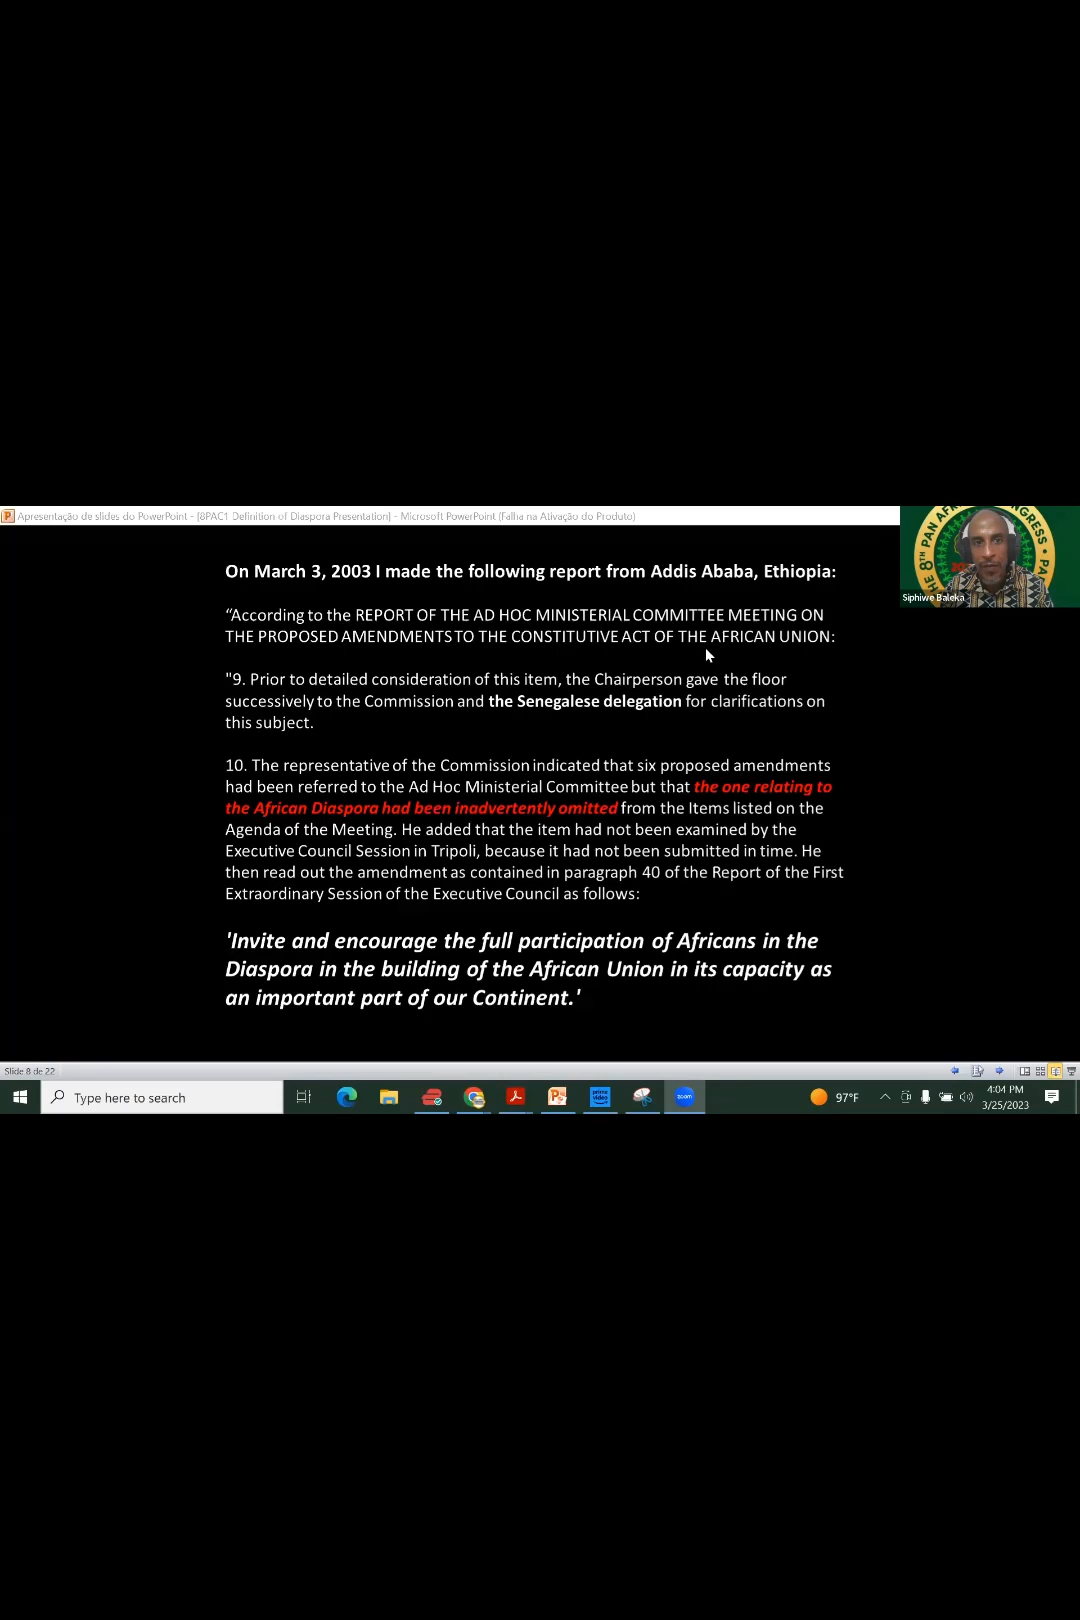 Apresentação de slides do PowerPoint - [8PAC1 Definition of Diaspora Presentation] - Microsoft PowerPoint (Falha na Ativação do Produto)
THE 8TH PAN AFRICAN CONGRESS • PA
Siphiwe Baleka
On March 3, 2003 I made the following report from Addis Ababa, Ethiopia:
“According to the REPORT OF THE AD HOC MINISTERIAL COMMITTEE MEETING ON
THE PROPOSED AMENDMENTS TO THE CONSTITUTIVE ACT OF THE AFRICAN UNION:
"9. Prior to detailed consideration of this item, the Chairperson gave the floor
successively to the Commission and the Senegalese delegation for clarifications on
this subject.
10. The representative of the Commission indicated that six proposed amendments
had been referred to the Ad Hoc Ministerial Committee but that the one relating to
the African Diaspora had been inadvertently omitted from the Items listed on the
Agenda of the Meeting. He added that the item had not been examined by the
Executive Council Session in Tripoli, because it had not been submitted in time. He
then read out the amendment as contained in paragraph 40 of the Report of the First
Extraordinary Session of the Executive Council as follows:
'Invite and encourage the full participation of Africans in the
Diaspora in the building of the African Union in its capacity as
an important part of our Continent.'
Slide 8 de 22
Type here to search
prime video
zoom
97°F
4:04 PM
3/25/2023